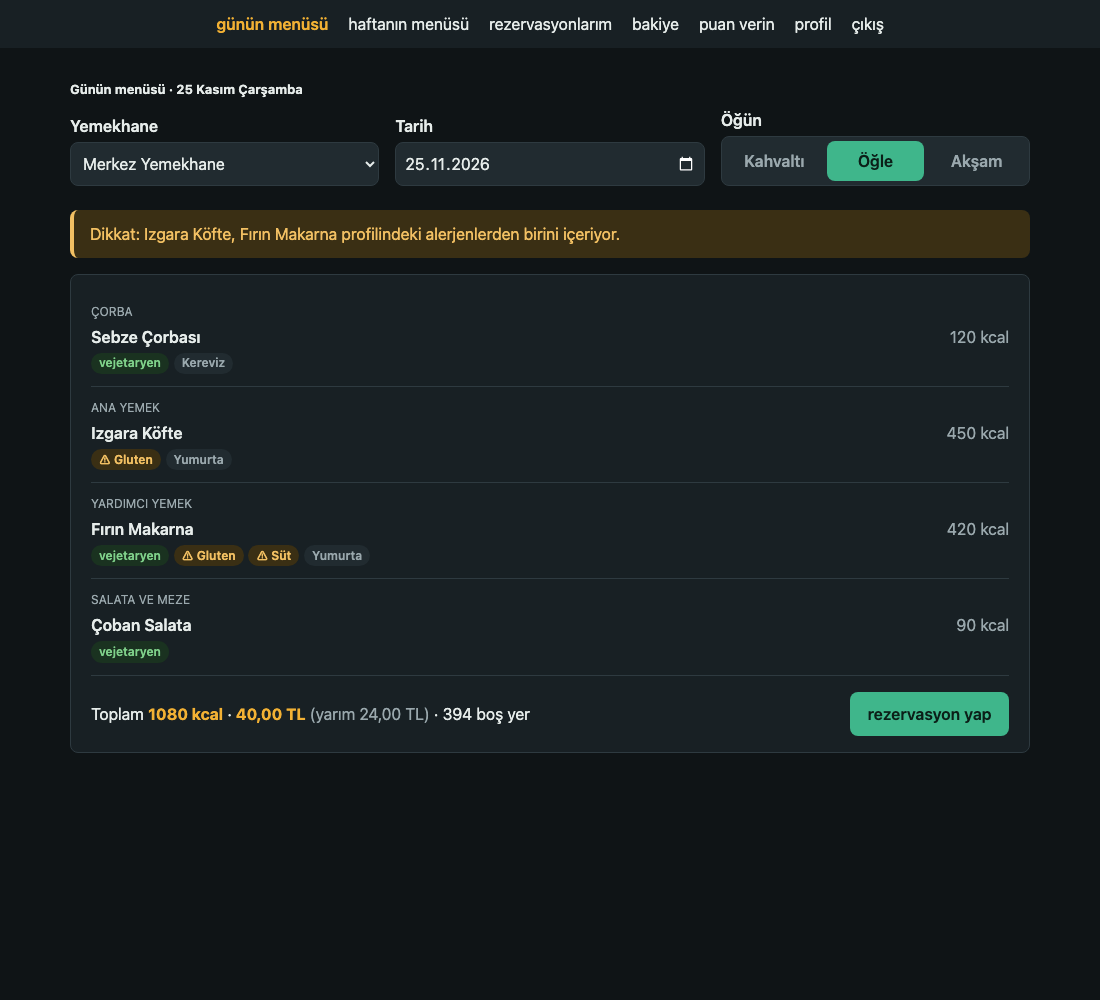 günün menüsü haftanın menüsü rezervasyonlarım bakiye puan verin profil çıkış
Günün menüsü · 25 Kasım Çarşamba
Yemekhane
Merkez Yemekhane
Tarih
25.11.2026
Öğün
Kahvaltı Öğle Akşam
Dikkat: Izgara Köfte, Fırın Makarna profilindeki alerjenlerden birini içeriyor.
ÇORBA
Sebze Çorbası 120 kcal
vejetaryen Kereviz
ANA YEMEK
Izgara Köfte 450 kcal
⚠ Gluten Yumurta
YARDIMCI YEMEK
Fırın Makarna 420 kcal
vejetaryen ⚠ Gluten ⚠ Süt Yumurta
SALATA VE MEZE
Çoban Salata 90 kcal
vejetaryen
Toplam 1080 kcal · 40,00 TL (yarım 24,00 TL) · 394 boş yer rezervasyon yap